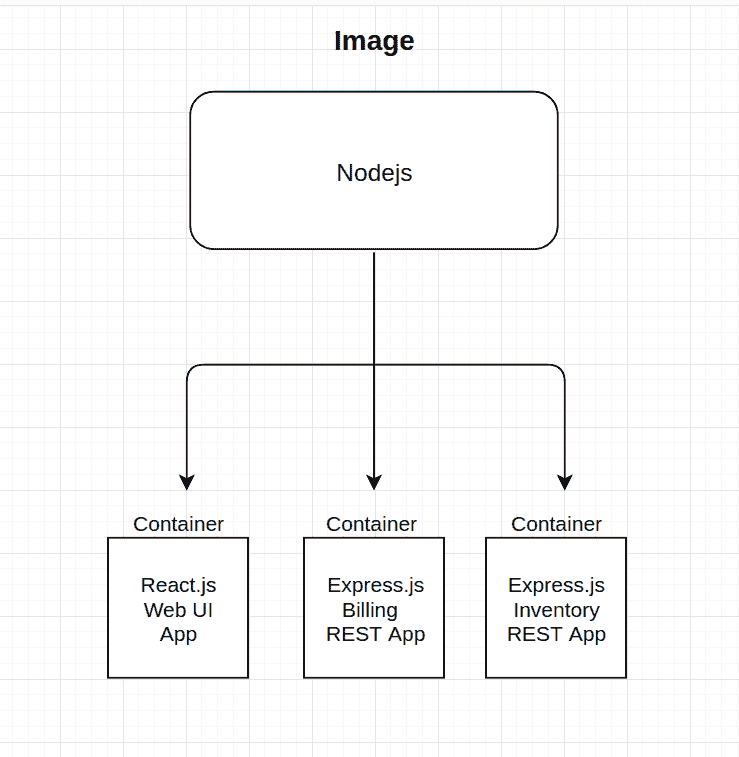 Image
Nodejs
Container
React.js
Web UI
App
Container
Express.js
Billing
REST App
Container
Express.js
Inventory
REST App